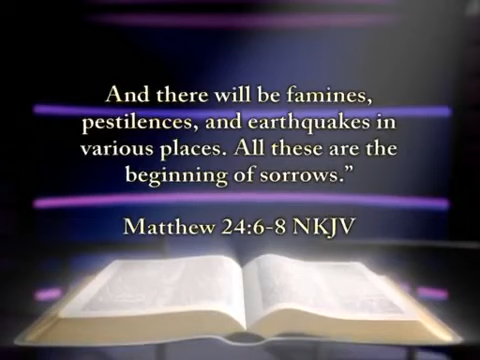 And there will be famines,
pestilences, and earthquakes in
various places. All these are the
beginning of sorrows.”
Matthew 24:6-8 NKJV